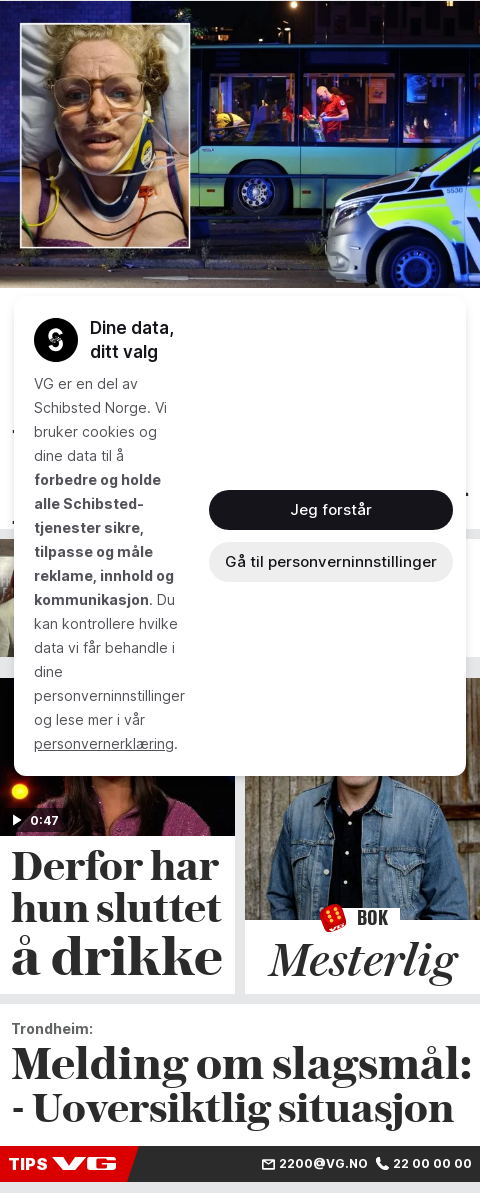 5530
Dine data,
ditt valg
VG er en del av
Schibsted Norge. Vi
bruker cookies og
dine data til å
forbedre og holde
alle Schibsted-
tjenester sikre,
tilpasse og måle
reklame, innhold og
kommunikasjon. Du
kan kontrollere hvilke
data vi får behandle i
dine
personverninnstillinger
og lese mer i vår
personvernerklæring.
Jeg forstår
Gå til personverninnstillinger
0:47
Derfor har
hun sluttet
å drikke
VG
BOK
Mesterlig
Trondheim:
Melding om slagsmål:
- Uoversiktlig situasjon
TIPS VG
2200@VG.NO 22 00 00 00